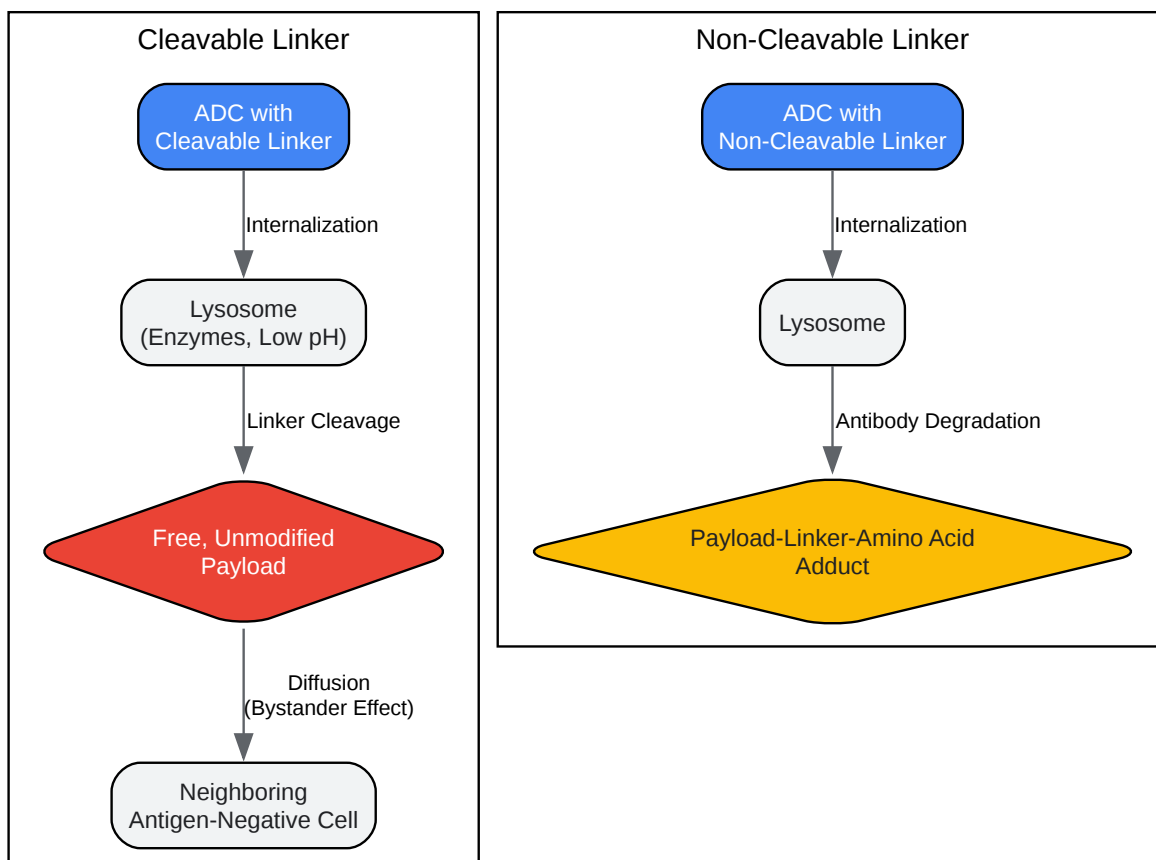 Cleavable Linker
ADC with
Cleavable Linker
Internalization
Lysosome
(Enzymes, Low pH)
Linker Cleavage
Free, Unmodified
Payload
Diffusion
(Bystander Effect)
Neighboring
Antigen-Negative Cell
Non-Cleavable Linker
ADC with
Non-Cleavable Linker
Internalization
Lysosome
Antibody Degradation
Payload-Linker-Amino Acid
Adduct